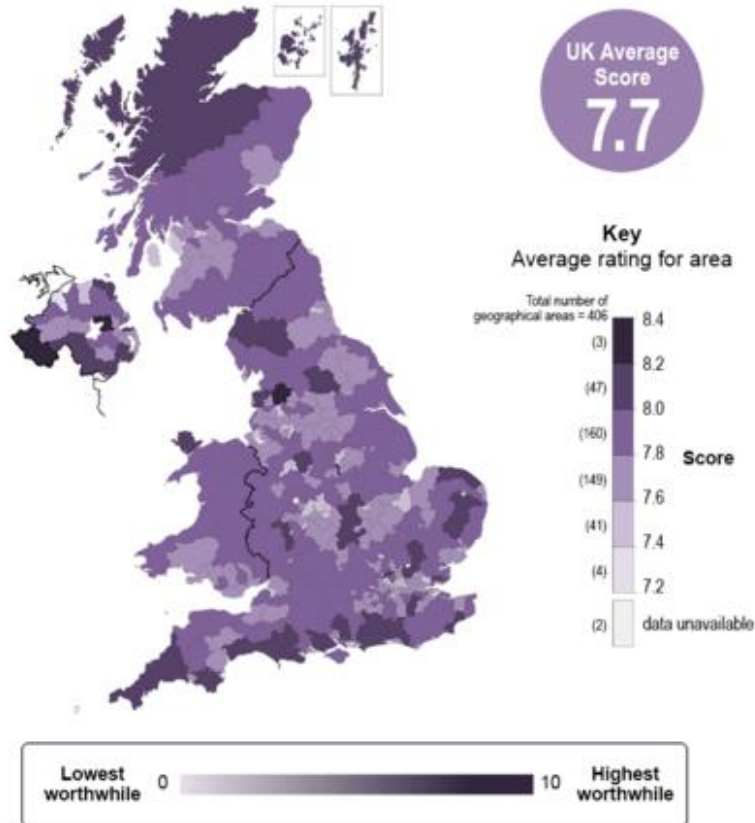 UK Average
Score
7.7
Key
Average rating for area
Total number of
geographical areas = 406
8.4
(3)
8.2
(47)
8.0
(160)
7.8
Score
(149)
7.6
(41)
7.4
(4)
7.2
(2)
data unavailable
Lowest
worthwhile
0
10
Highest
worthwhile